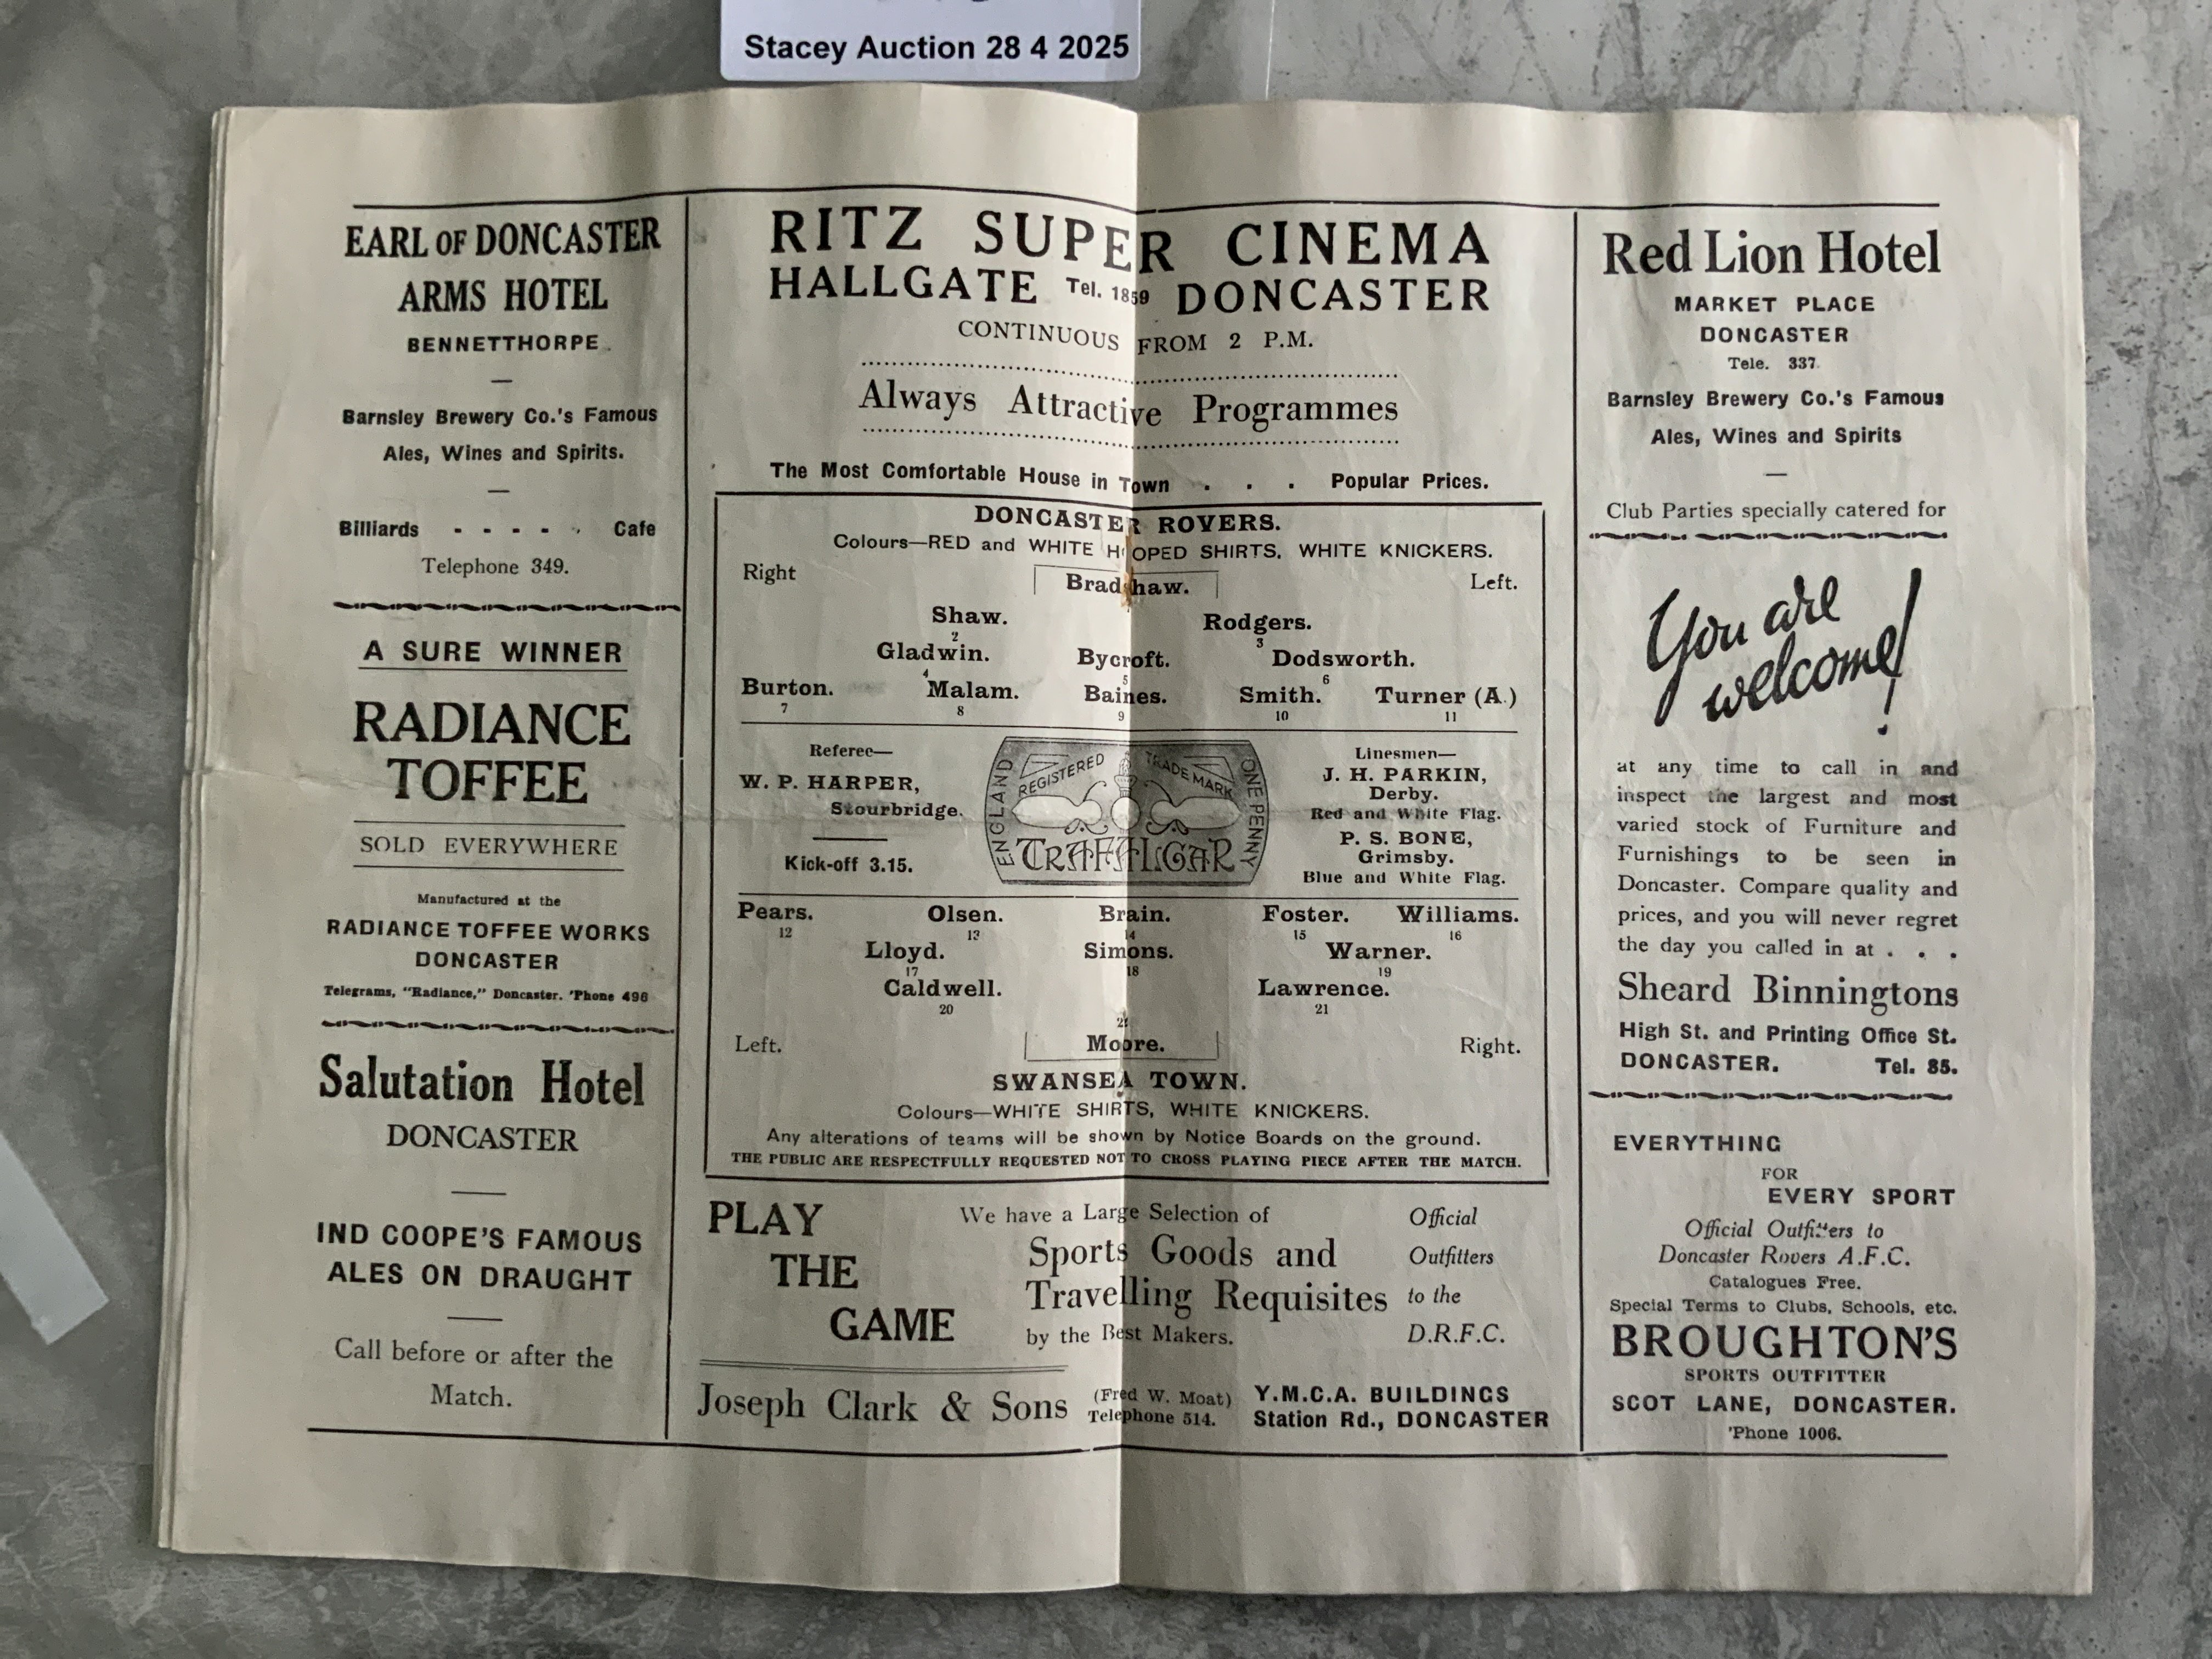 Stacey Auction 28 4 2025
EARL OF DONCASTER
ARMS HOTEL
BENNETTHORPE
Barnsley Brewery Co.'s Famous
Ales, Wines and Spirits.
Billiards - - - - Cafe
Telephone 349.
A SURE WINNER
RADIANCE
TOFFEE
SOLD EVERYWHERE
Manufactured at the
RADIANCE TOFFEE WORKS
DONCASTER
Telegrams, "Radiance," Doncaster. 'Phone 496
Salutation Hotel
DONCASTER
IND COOPE'S FAMOUS
ALES ON DRAUGHT
Call before or after the
Match.
RITZ SUPER CINEMA
HALLGATE Tel. 1859 DONCASTER
CONTINUOUS FROM 2 P.M.
Always Attractive Programmes
The Most Comfortable House in Town . . . Popular Prices.
DONCASTER ROVERS.
Colours—RED and WHITE HOOPED SHIRTS, WHITE KNICKERS.
Right Bradshaw. Left.
Shaw. Rodgers.
2 3
Gladwin. Bycroft. Dodsworth.
4 5 6
Burton. Malam. Baines. Smith. Turner (A.)
7 8 9 10 11
Referee—
W. P. HARPER,
Stourbridge.
Kick-off 3.15.
ENGLAND REGISTERED TRADE MARK ONE PENNY
TRAFALGAR
Linesmen—
J. H. PARKIN,
Derby.
Red and White Flag.
P. S. BONE,
Grimsby.
Blue and White Flag.
Pears. Olsen. Brain. Foster. Williams.
12 13 14 15 16
Lloyd. Simons. Warner.
17 18 19
Caldwell. Lawrence.
20 21
Left. Moore. Right.
SWANSEA TOWN.
Colours—WHITE SHIRTS, WHITE KNICKERS.
Any alterations of teams will be shown by Notice Boards on the ground.
THE PUBLIC ARE RESPECTFULLY REQUESTED NOT TO CROSS PLAYING PIECE AFTER THE MATCH.
PLAY
THE
GAME
We have a Large Selection of
Sports Goods and
Travelling Requisites
by the Best Makers.
Official
Outfitters
to the
D.R.F.C.
Joseph Clark & Sons
(Fred W. Moat)
Telephone 514.
Y.M.C.A. BUILDINGS
Station Rd., DONCASTER
Red Lion Hotel
MARKET PLACE
DONCASTER
Tele. 337
Barnsley Brewery Co.'s Famous
Ales, Wines and Spirits
Club Parties specially catered for
You are
welcome!
at any time to call in and
inspect the largest and most
varied stock of Furniture and
Furnishings to be seen in
Doncaster. Compare quality and
prices, and you will never regret
the day you called in at . . .
Sheard Binningtons
High St. and Printing Office St.
DONCASTER. Tel. 85.
EVERYTHING
FOR
EVERY SPORT
Official Outfitters to
Doncaster Rovers A.F.C.
Catalogues Free.
Special Terms to Clubs, Schools, etc.
BROUGHTON'S
SPORTS OUTFITTER
SCOT LANE, DONCASTER.
'Phone 1006.